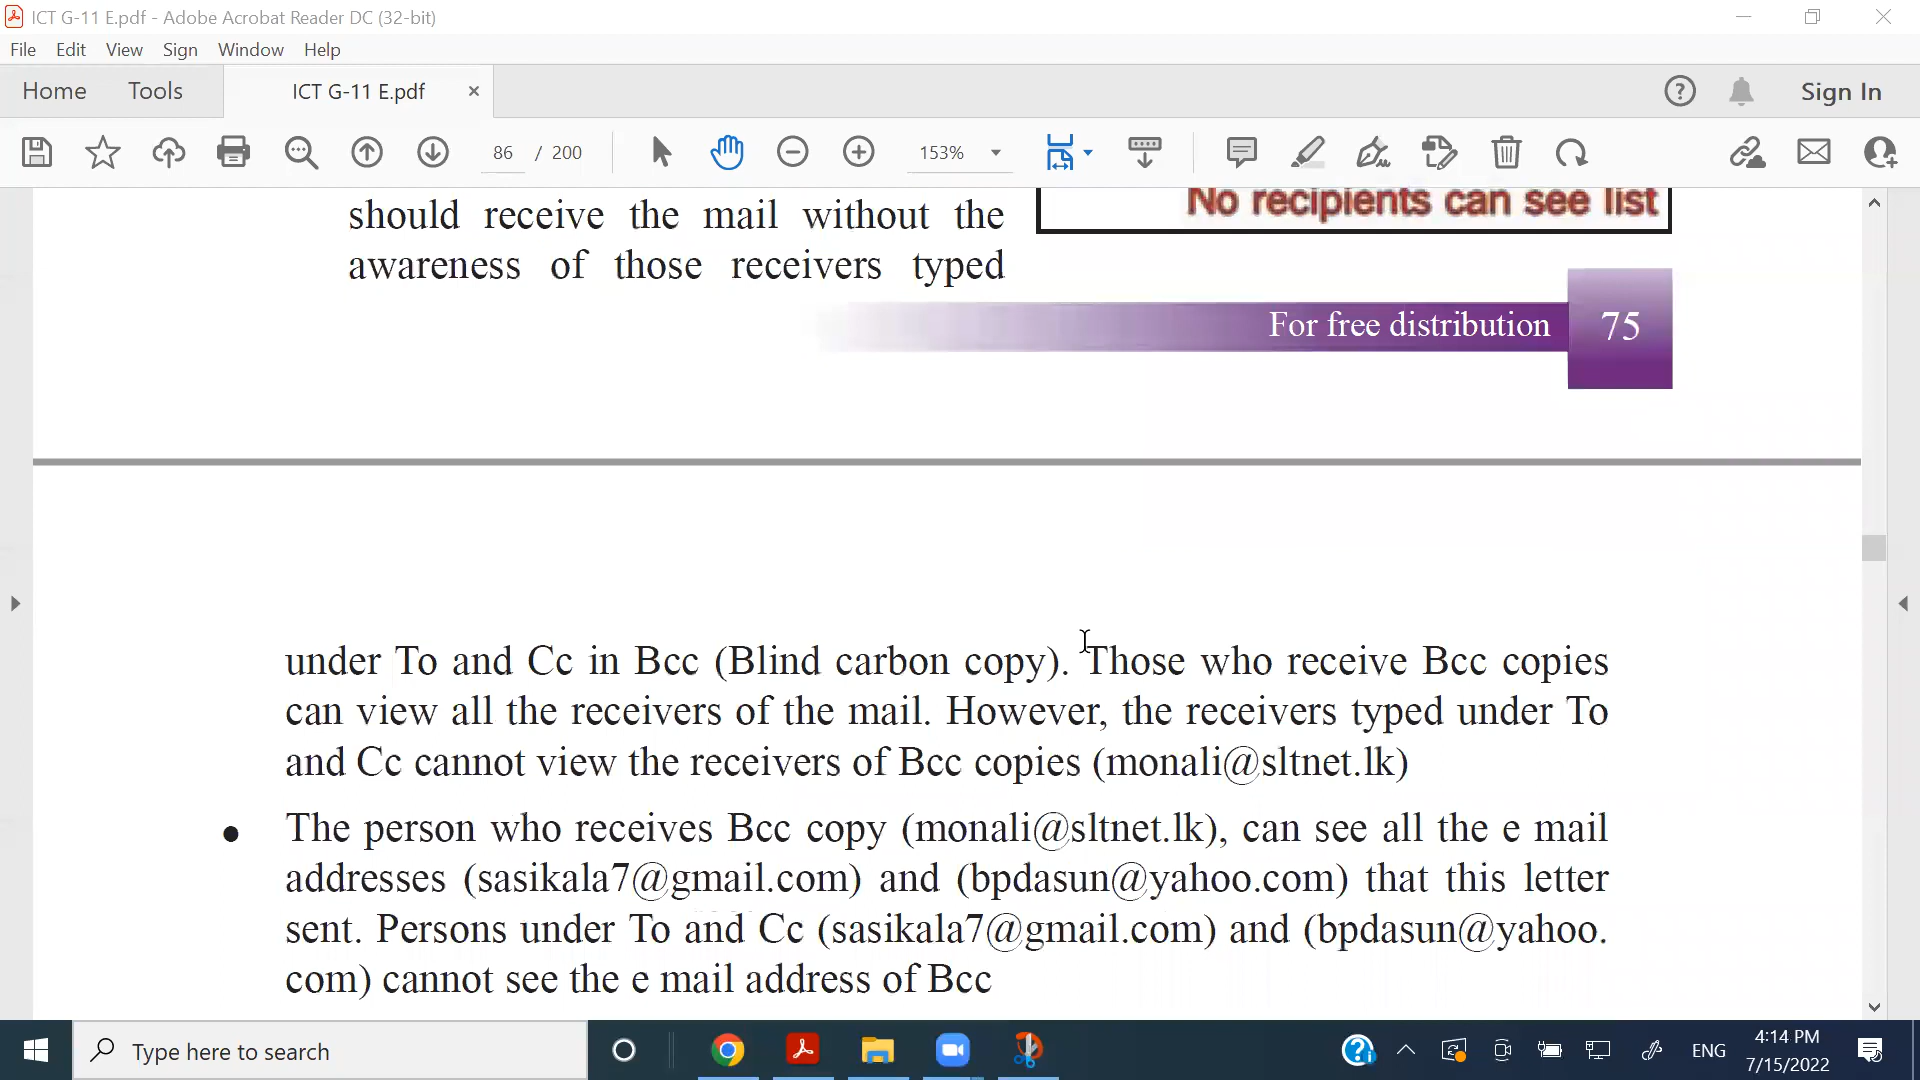 ICT G-11 E.pdf - Adobe Acrobat Reader DC (32-bit)
File Edit View Sign Window Help
Home Tools ICT G-11 E.pdf × Sign In
86 / 200 153%
should receive the mail without the
awareness of those receivers typed
No recipients can see list
For free distribution 75
under To and Cc in Bcc (Blind carbon copy). Those who receive Bcc copies
can view all the receivers of the mail. However, the receivers typed under To
and Cc cannot view the receivers of Bcc copies (monali@sltnet.lk)
● The person who receives Bcc copy (monali@sltnet.lk), can see all the e mail
addresses (sasikala7@gmail.com) and (bpdasun@yahoo.com) that this letter
sent. Persons under To and Cc (sasikala7@gmail.com) and (bpdasun@yahoo.
com) cannot see the e mail address of Bcc
Type here to search
ENG
4:14 PM
7/15/2022